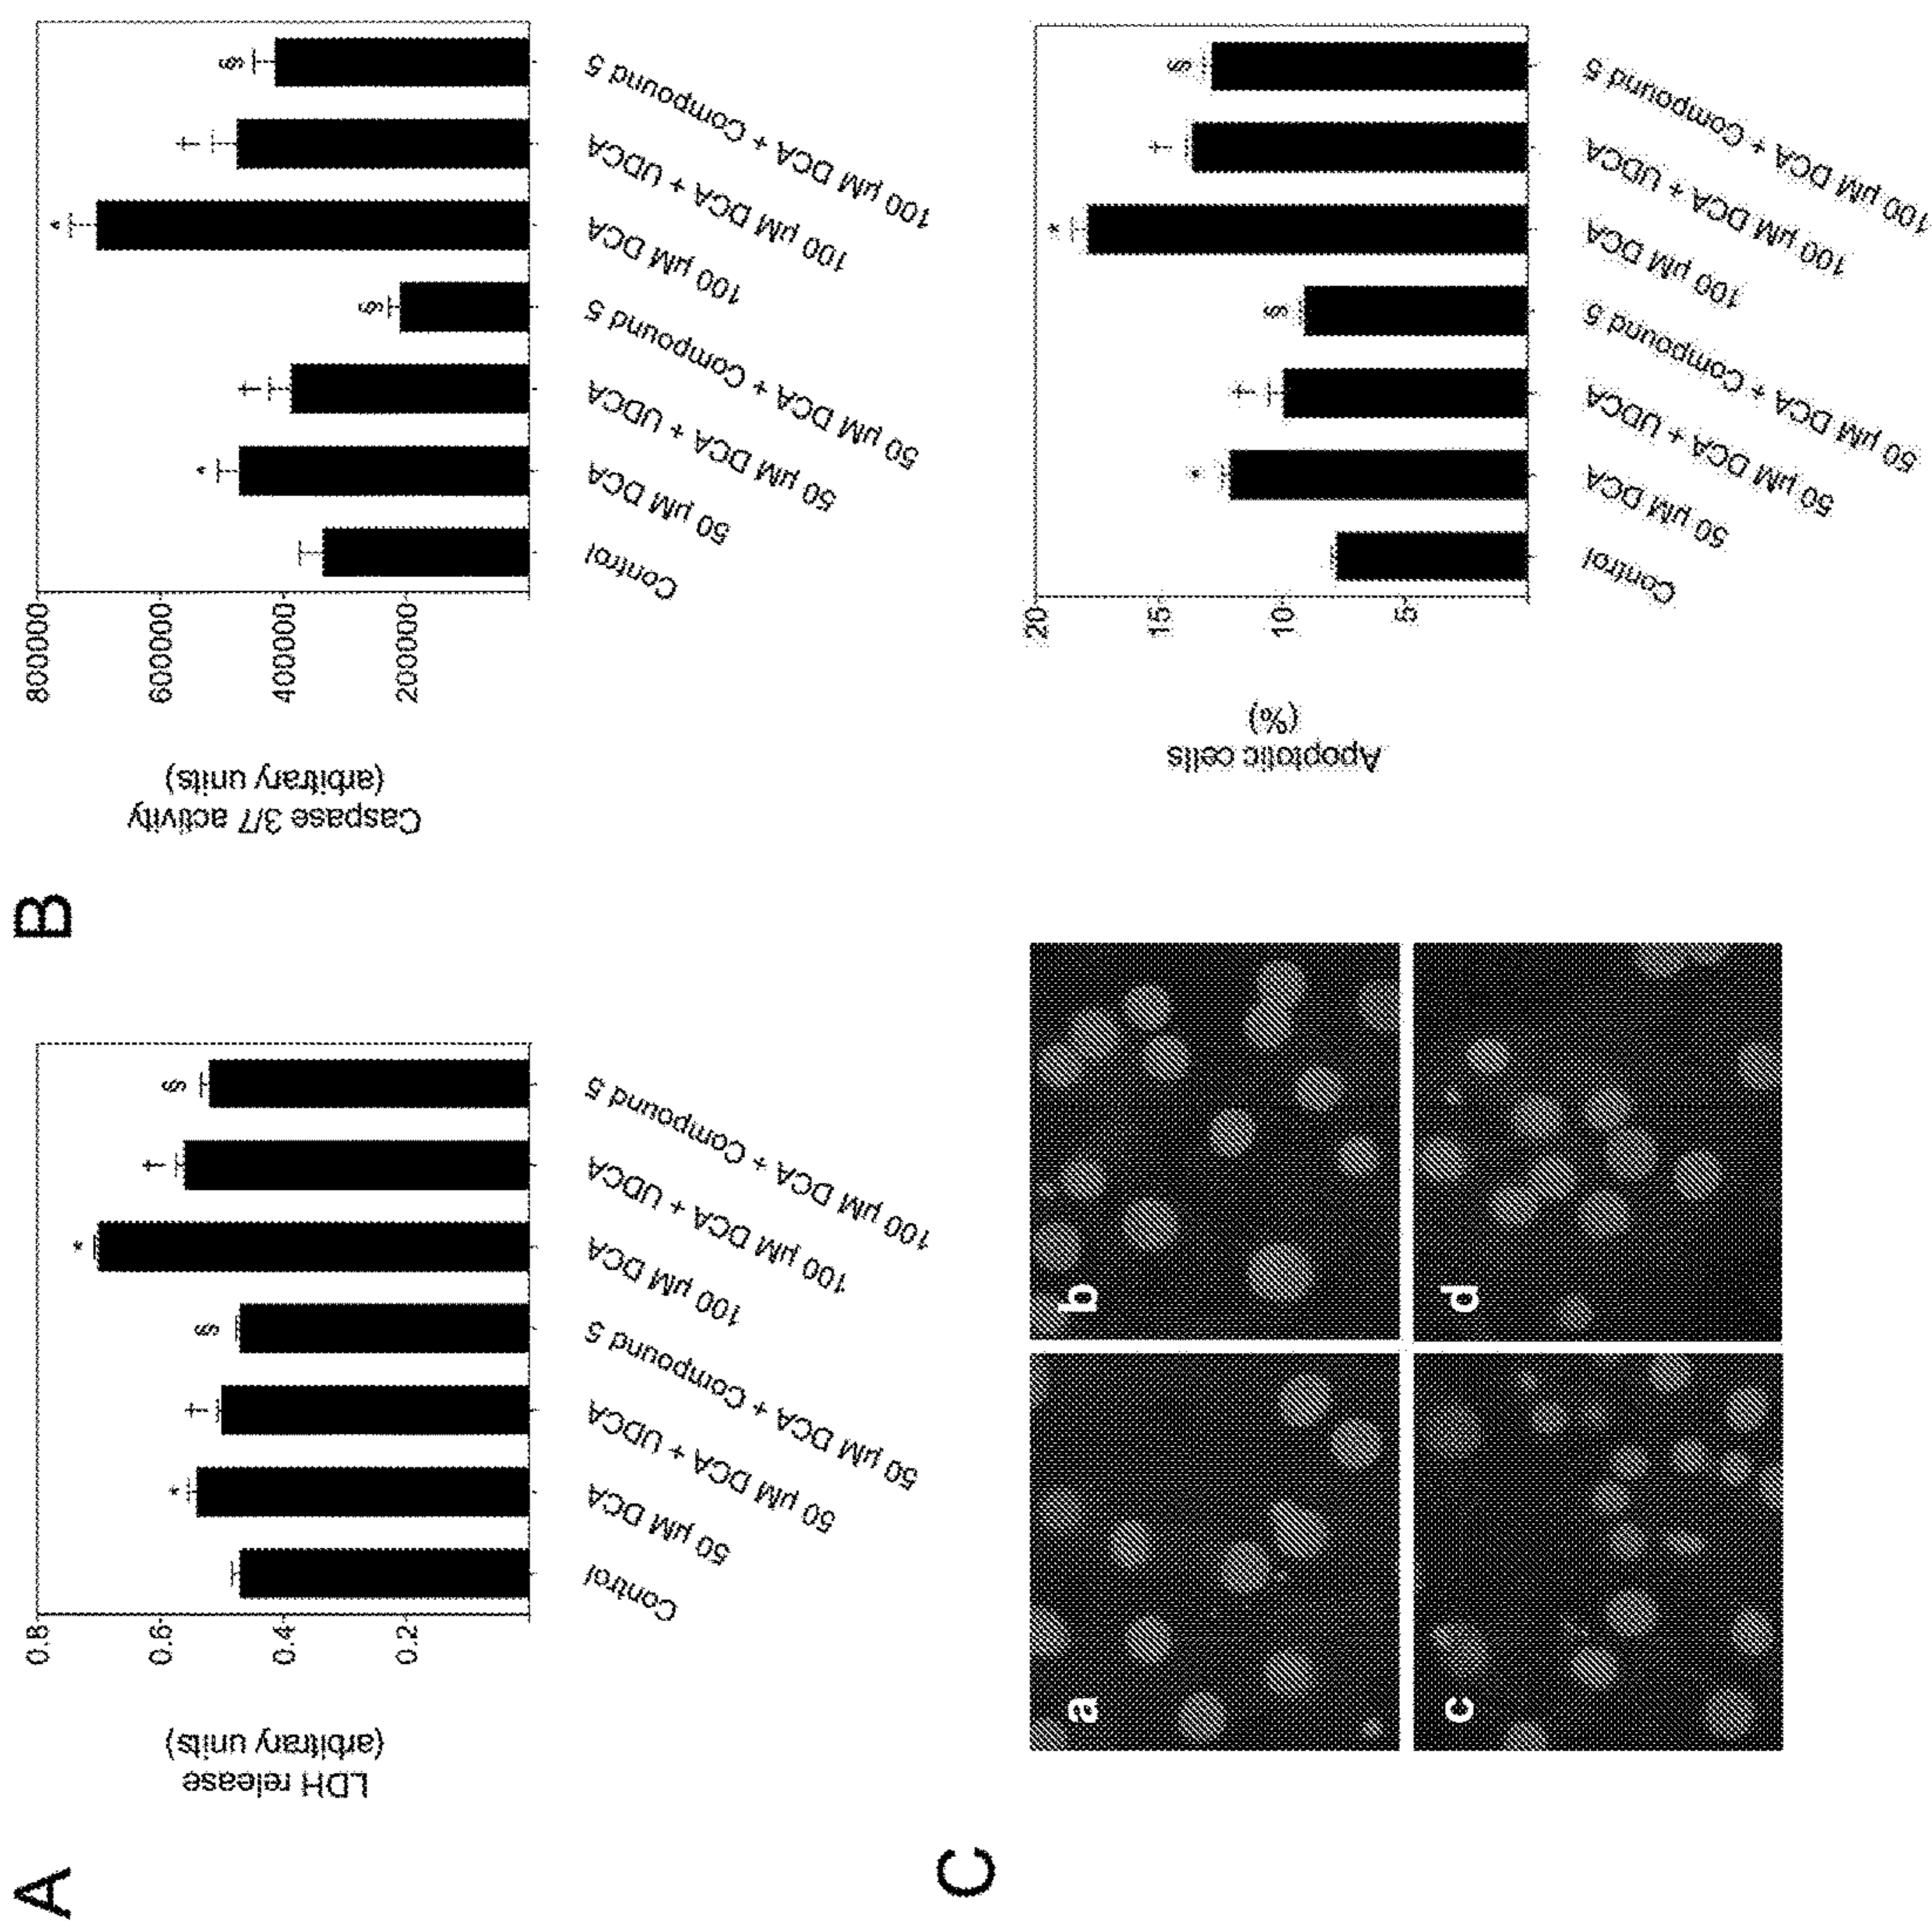 A
LDH release
(arbitrary units)
0.8
0.6
0.4
0.2
*
†
§
*
†
§
Control
50 µM DCA
50 µM DCA + UDCA
50 µM DCA + Compound 5
100 µM DCA
100 µM DCA + UDCA
100 µM DCA + Compound 5
B
Caspase 3/7 activity
(arbitrary units)
800000
600000
400000
200000
*
†
§
*
†
§
Control
50 µM DCA
50 µM DCA + UDCA
50 µM DCA + Compound 5
100 µM DCA
100 µM DCA + UDCA
100 µM DCA + Compound 5
C
a
b
c
d
Apoptotic cells
(%)
20
15
10
5
*
†
§
*
†
§
Control
50 µM DCA
50 µM DCA + UDCA
50 µM DCA + Compound 5
100 µM DCA
100 µM DCA + UDCA
100 µM DCA + Compound 5